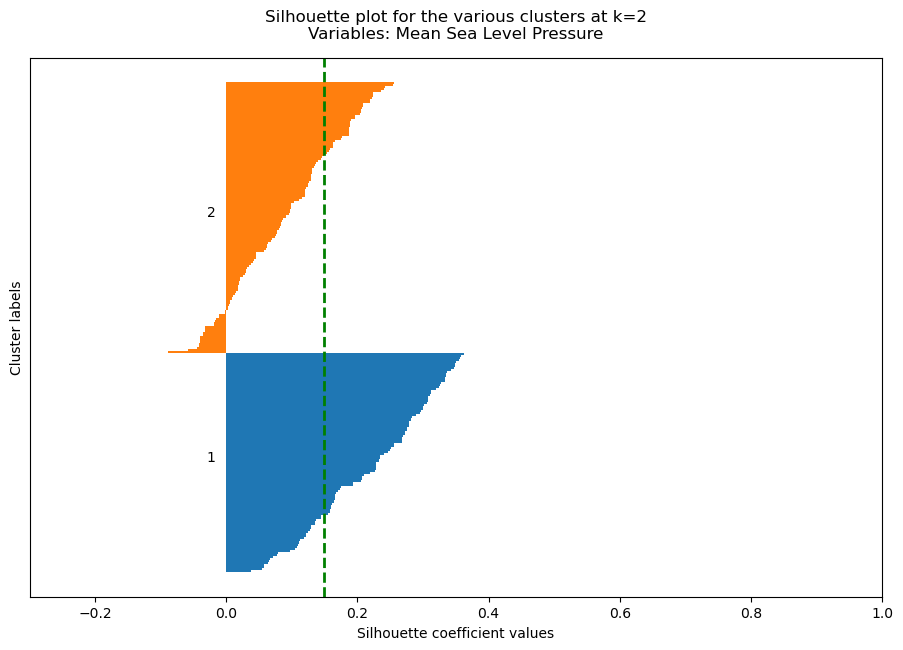 Silhouette plot for the various clusters at k=2
Variables: Mean Sea Level Pressure
2
1
Cluster labels
−0.2
0.0
0.2
0.4
0.6
0.8
1.0
Silhouette coefficient values